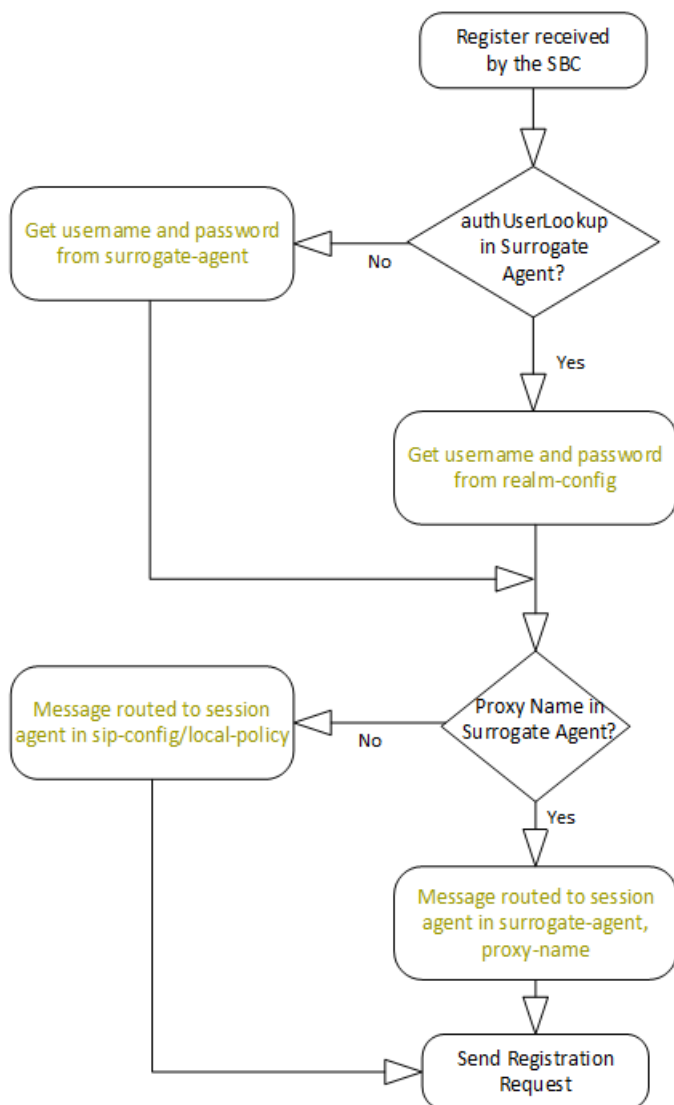 Register received
by the SBC
authUserLookup
in Surrogate
Agent?
No
Get username and password
from surrogate-agent
Yes
Get username and password
from realm-config
Proxy Name in
Surrogate Agent?
No
Message routed to session
agent in sip-config/local-policy
Yes
Message routed to session
agent in surrogate-agent,
proxy-name
Send Registration
Request